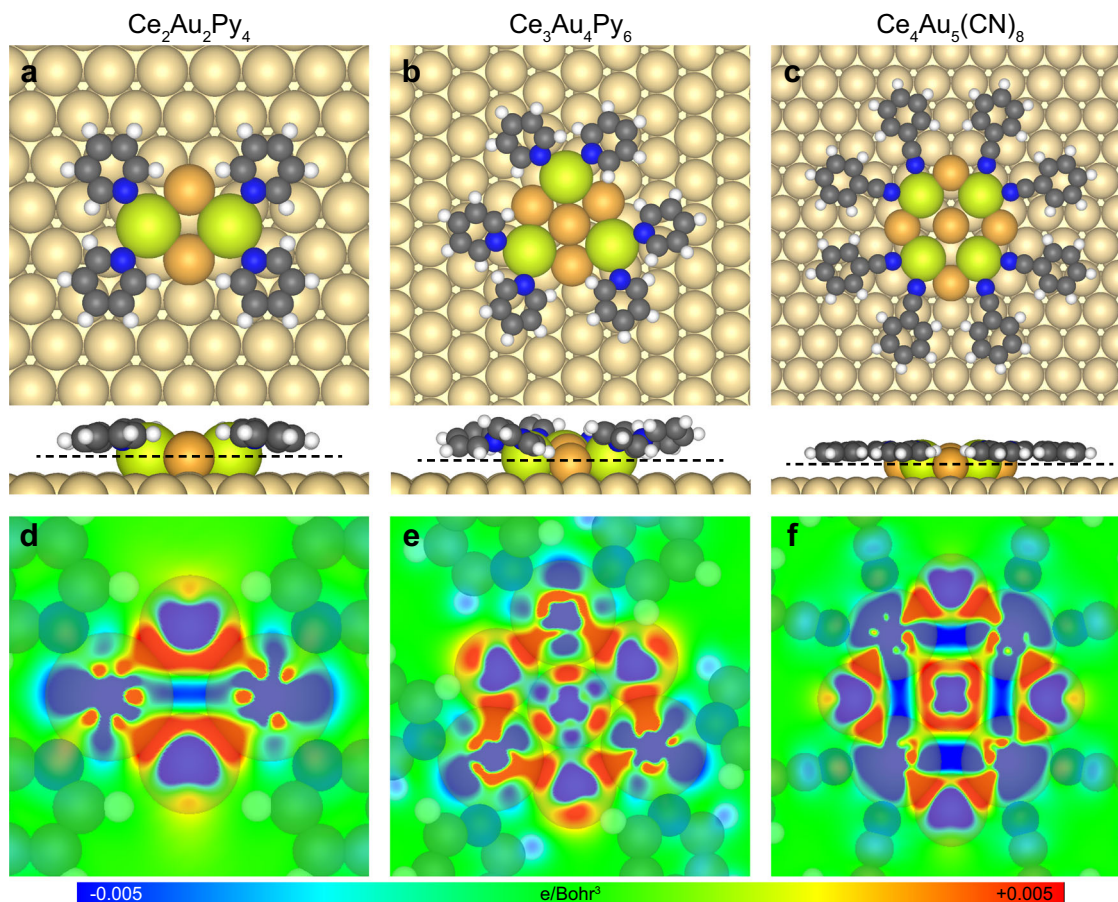 Ce₂Au₂Py₄
Ce₃Au₄Py₆
Ce₄Au₅(CN)₈
a
b
c
d
e
f
-0.005
e/Bohr³
+0.005